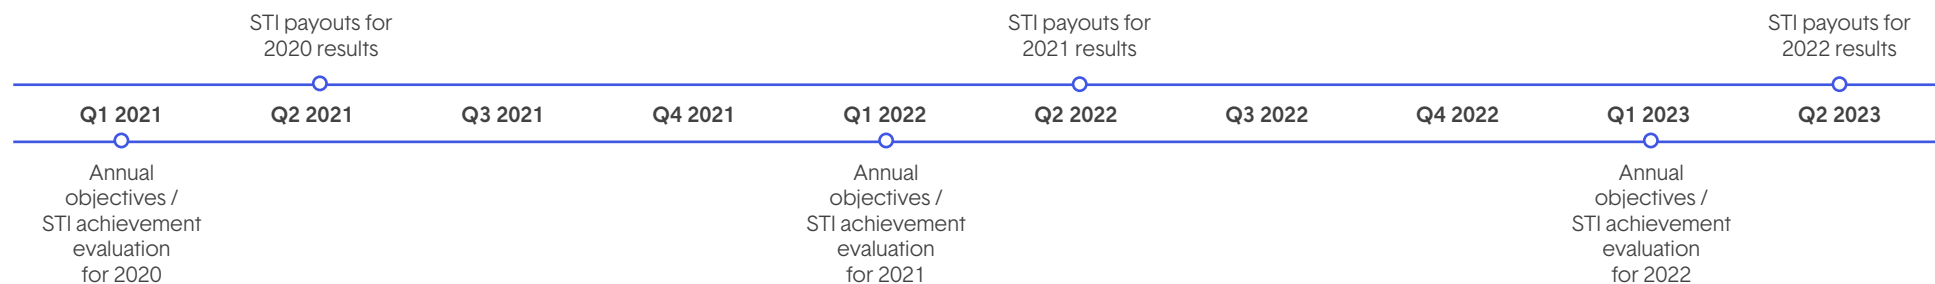 STI payouts for
2020 results
STI payouts for
2021 results
STI payouts for
2022 results
Q1 2021
Q2 2021
Q3 2021
Q4 2021
Q1 2022
Q2 2022
Q3 2022
Q4 2022
Q1 2023
Q2 2023
Annual
objectives /
STI achievement
evaluation
for 2020
Annual
objectives /
STI achievement
evaluation
for 2021
Annual
objectives /
STI achievement
evaluation
for 2022